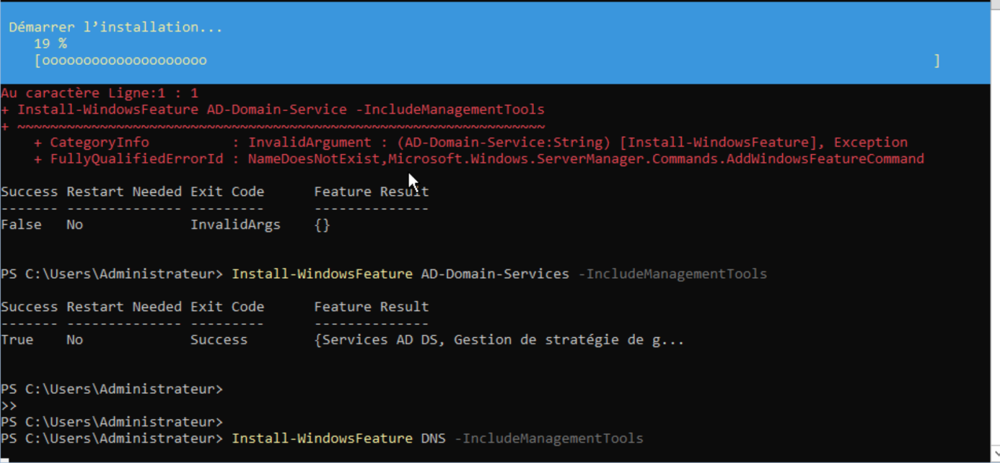 Démarrer l’installation...
19 %
[oooooooooooooooooooo ]
Au caractère Ligne:1 : 1
+ Install-WindowsFeature AD-Domain-Service -IncludeManagementTools
+ ~~~~~~~~~~~~~~~~~~~~~~~~~~~~~~~~~~~~~~~~~~~~~~~~~~~~~~~~~~~~~~~~
+ CategoryInfo : InvalidArgument : (AD-Domain-Service:String) [Install-WindowsFeature], Exception
+ FullyQualifiedErrorId : NameDoesNotExist,Microsoft.Windows.ServerManager.Commands.AddWindowsFeatureCommand
Success Restart Needed Exit Code Feature Result
------- -------------- --------- --------------
False No InvalidArgs {}
PS C:\Users\Administrateur> Install-WindowsFeature AD-Domain-Services -IncludeManagementTools
Success Restart Needed Exit Code Feature Result
------- -------------- --------- --------------
True No Success {Services AD DS, Gestion de stratégie de g...
PS C:\Users\Administrateur>
>>
PS C:\Users\Administrateur>
PS C:\Users\Administrateur> Install-WindowsFeature DNS -IncludeManagementTools